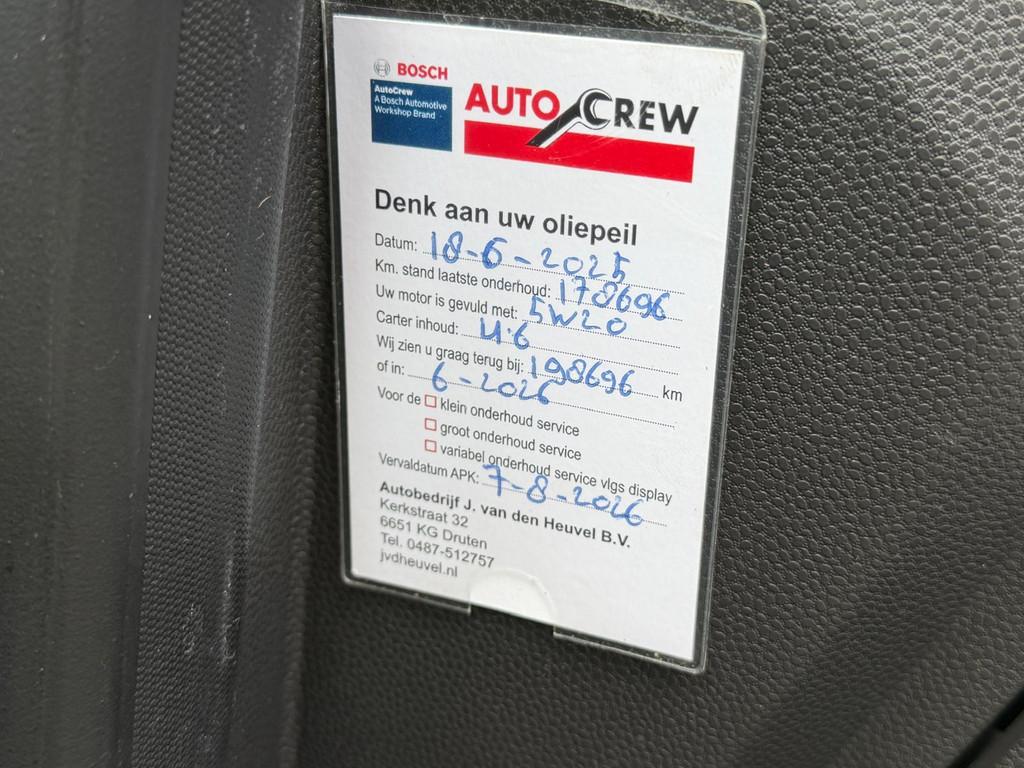 BOSCH
AutoCrew
A Bosch Automotive
Workshop Brand
AUTO CREW
Denk aan uw oliepeil
Datum: 18-6-2025
Km. stand laatste onderhoud: 178696
Uw motor is gevuld met: 5W20
Carter inhoud: 4.6
Wij zien u graag terug bij: 198696 km
of in: 6-2026
Voor de klein onderhoud service
groot onderhoud service
variabel onderhoud service vlgs display
Vervaldatum APK: 7-8-2026
Autobedrijf J. van den Heuvel B.V.
Kerkstraat 32
6651 KG Druten
Tel. 0487-512757
jvdheuvel.nl